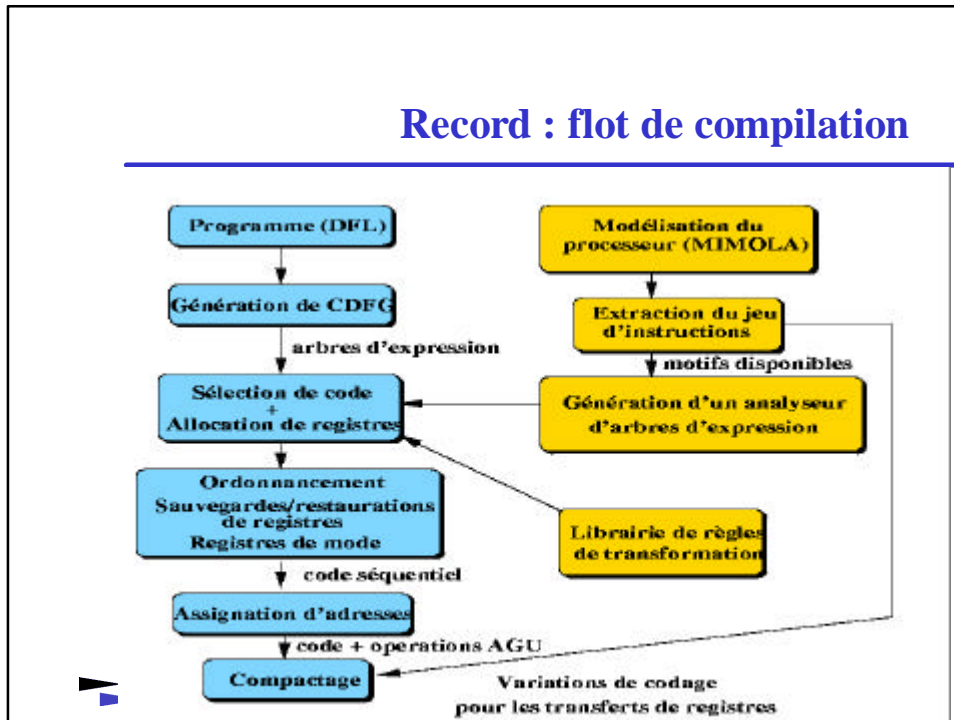 Record : flot de compilation
Programme (DFL)
Génération de CDFG
arbres d'expression
Sélection de code
+
Allocation de registres
Ordonnancement
Sauvegardes/restaurations
de registres
Registres de mode
code séquentiel
Assignation d'adresses
code + operations AGU
Compactage
Modélisation du
processeur (MIMOLA)
Extraction du jeu
d'instructions
motifs disponibles
Génération d'un analyseur
d'arbres d'expression
Librairie de règles
de transformation
Variations de codage
pour les transferts de registres